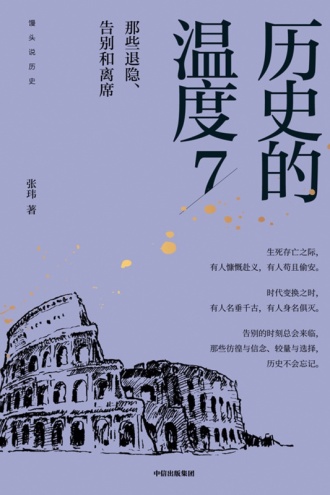 馒头说历史
历史的
温度7
那些退隐、
告别和离席
张玮 著
生死存亡之际，
有人慷慨赴义，有人苟且偷安。
时代变换之时，
有人名垂千古，有人身名俱灭。
告别的时刻总会来临，
那些彷徨与信念、较量与选择，
历史不会忘记。
中信出版集团